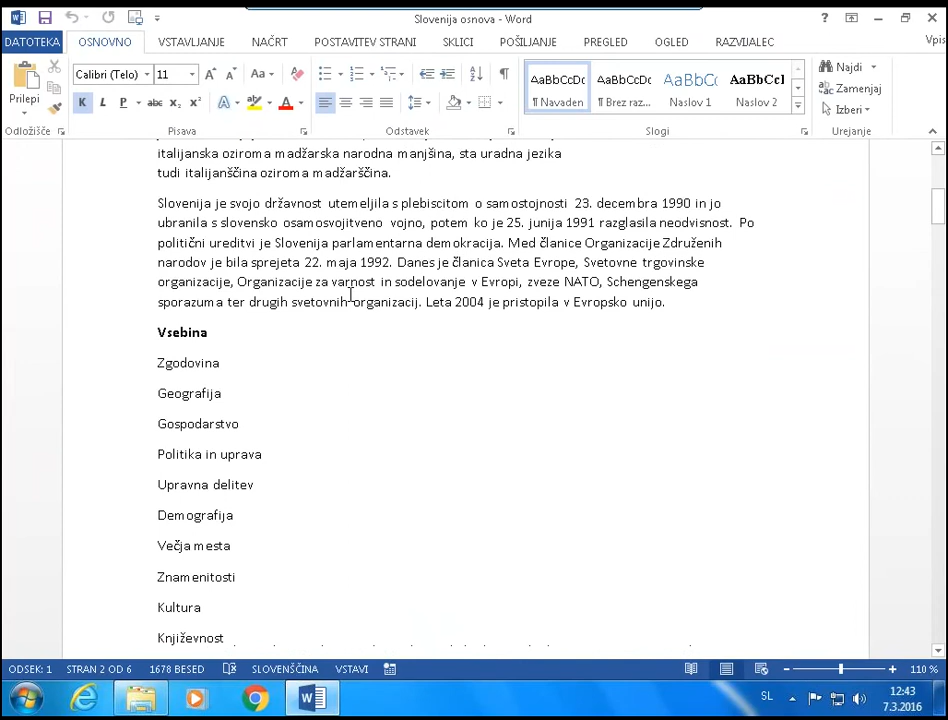 Slovenija osnova - Word
DATOTEKA OSNOVNO VSTAVLJANJE NAČRT POSTAVITEV STRANI SKLICI POŠILJANJE PREGLED OGLED RAZVIJALEC Vpis
Prilepi
Calibri (Telo) 11
K L P abc x₂ x²
AaBbCcDc AaBbCcDc AaBbCc AaBbCcI
¶ Navaden ¶ Brez raz... Naslov 1 Naslov 2
Najdi
Zamenjaj
Izberi
Odložišče Pisava Odstavek Slogi Urejanje
italijanska oziroma madžarska narodna manjšina, sta uradna jezika
tudi italijanščina oziroma madžarščina.
Slovenija je svojo državnost utemeljila s plebiscitom o samostojnosti 23. decembra 1990 in jo
ubranila s slovensko osamosvojitveno vojno, potem ko je 25. junija 1991 razglasila neodvisnost. Po
politični ureditvi je Slovenija parlamentarna demokracija. Med članice Organizacije Združenih
narodov je bila sprejeta 22. maja 1992. Danes je članica Sveta Evrope, Svetovne trgovinske
organizacije, Organizacije za varnost in sodelovanje v Evropi, zveze NATO, Schengenskega
sporazuma ter drugih svetovnih organizacij. Leta 2004 je pristopila v Evropsko unijo.
Vsebina
Zgodovina
Geografija
Gospodarstvo
Politika in uprava
Upravna delitev
Demografija
Večja mesta
Znamenitosti
Kultura
Književnost
ODSEK: 1 STRAN 2 OD 6 1678 BESED SLOVENŠČINA VSTAVI 110 %
SL 12:43
7.3.2016